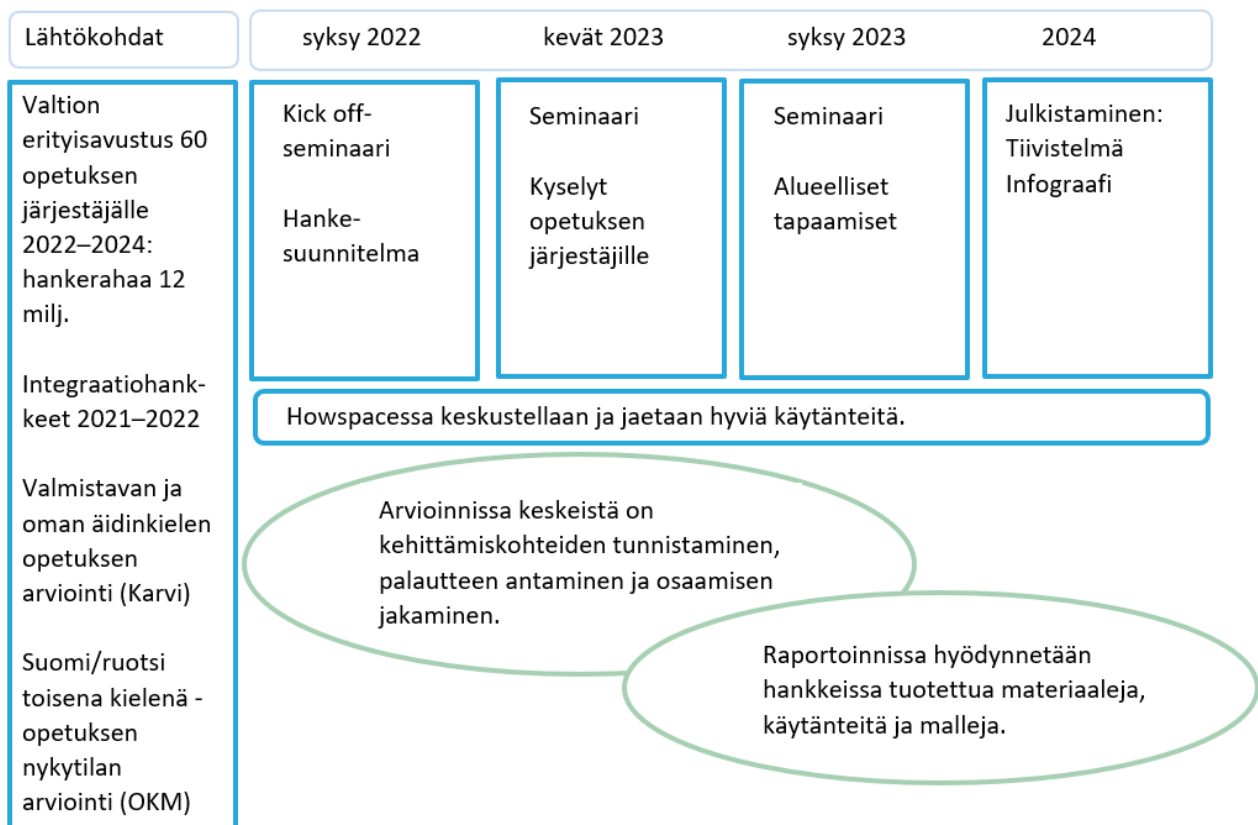 Lähtökohdat
syksy 2022
kevät 2023
syksy 2023
2024
Valtion
erityisavustus 60
opetuksen
järjestäjälle
2022–2024:
hankerahaa 12
milj.
Integraatiohank-
keet 2021–2022
Valmistavan ja
oman äidinkielen
opetuksen
arviointi (Karvi)
Suomi/ruotsi
toisena kielenä -
opetuksen
nykytilan
arviointi (OKM)
Kick off-
seminaari
Hanke-
suunnitelma
Seminaari
Kyselyt
opetuksen
järjestäjille
Seminaari
Alueelliset
tapaamiset
Julkistaminen:
Tiivistelmä
Infograafi
Howspacessa keskustellaan ja jaetaan hyviä käytänteitä.
Arvioinnissa keskeistä on
kehittämiskohteiden tunnistaminen,
palautteen antaminen ja osaamisen
jakaminen.
Raportoinnissa hyödynnetään
hankkeissa tuotettua materiaaleja,
käytänteitä ja malleja.